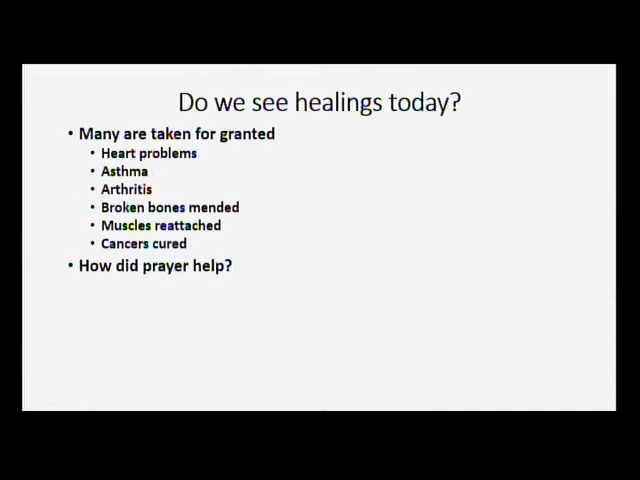 Do we see healings today?
• Many are taken for granted
• Heart problems
• Asthma
• Arthritis
• Broken bones mended
• Muscles reattached
• Cancers cured
• How did prayer help?